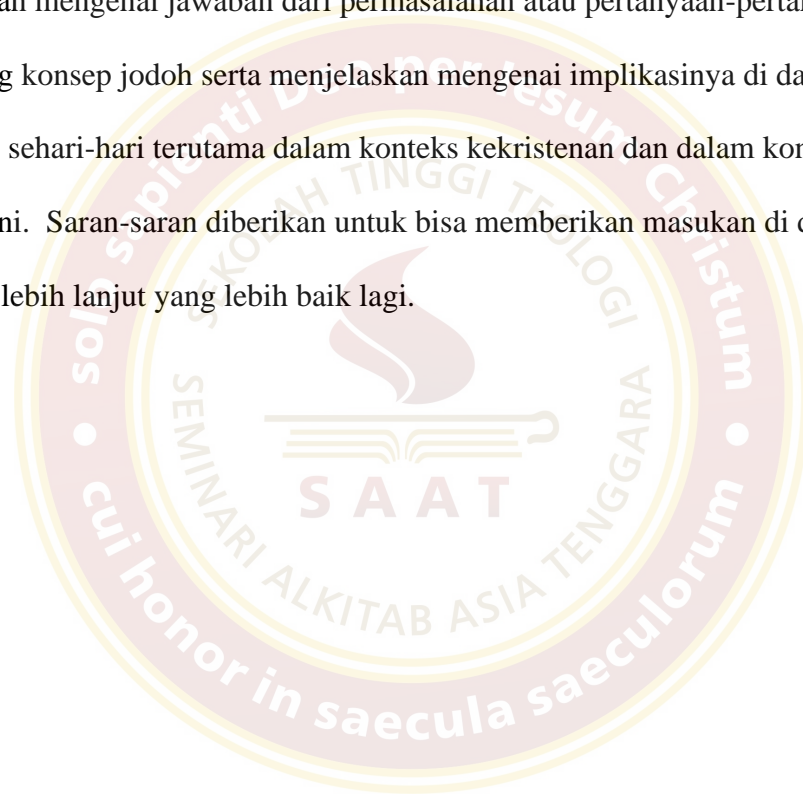 an mengenai jawaban dari permasalahan atau pertanyaan-pertan
g konsep jodoh serta menjelaskan mengenai implikasinya di da
sehari-hari terutama dalam konteks kekristenan dan dalam kon
ni. Saran-saran diberikan untuk bisa memberikan masukan di d
lebih lanjut yang lebih baik lagi.
solo sapienti Deo per Iesum Christum
SEKOLAH TINGGI TEOLOGI
SAAT
SEMINARI ALKITAB ASIA TENGGARA
cui honor in saecula saeculorum